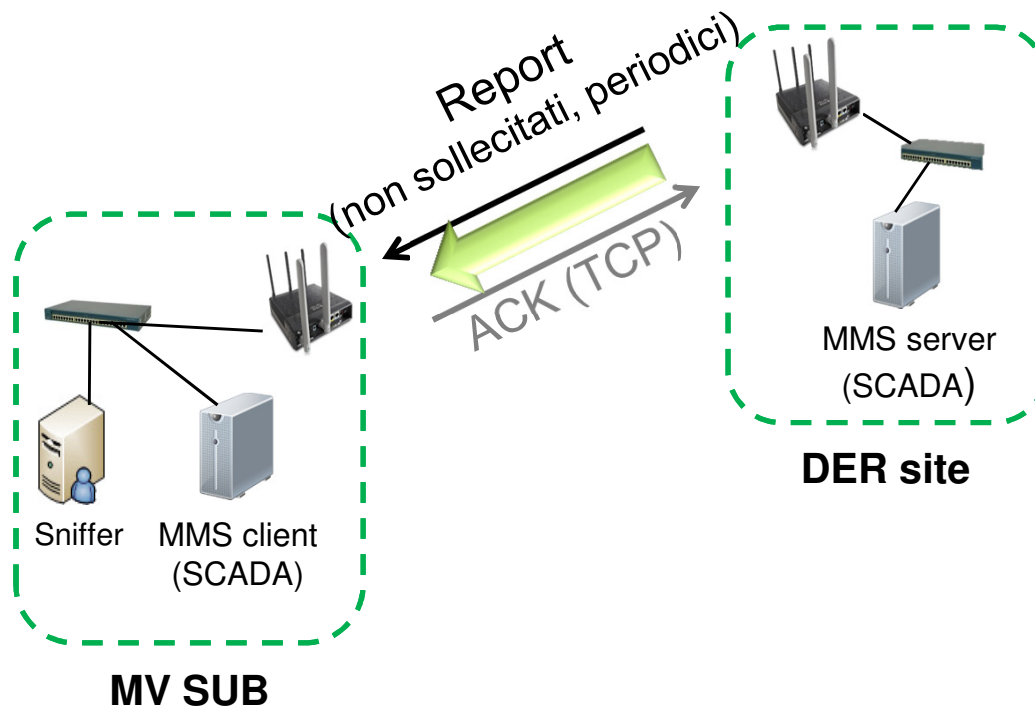 Report
(non sollecitati, periodici)
ACK (TCP)
MMS server
(SCADA)
DER site
Sniffer
MMS client
(SCADA)
MV SUB